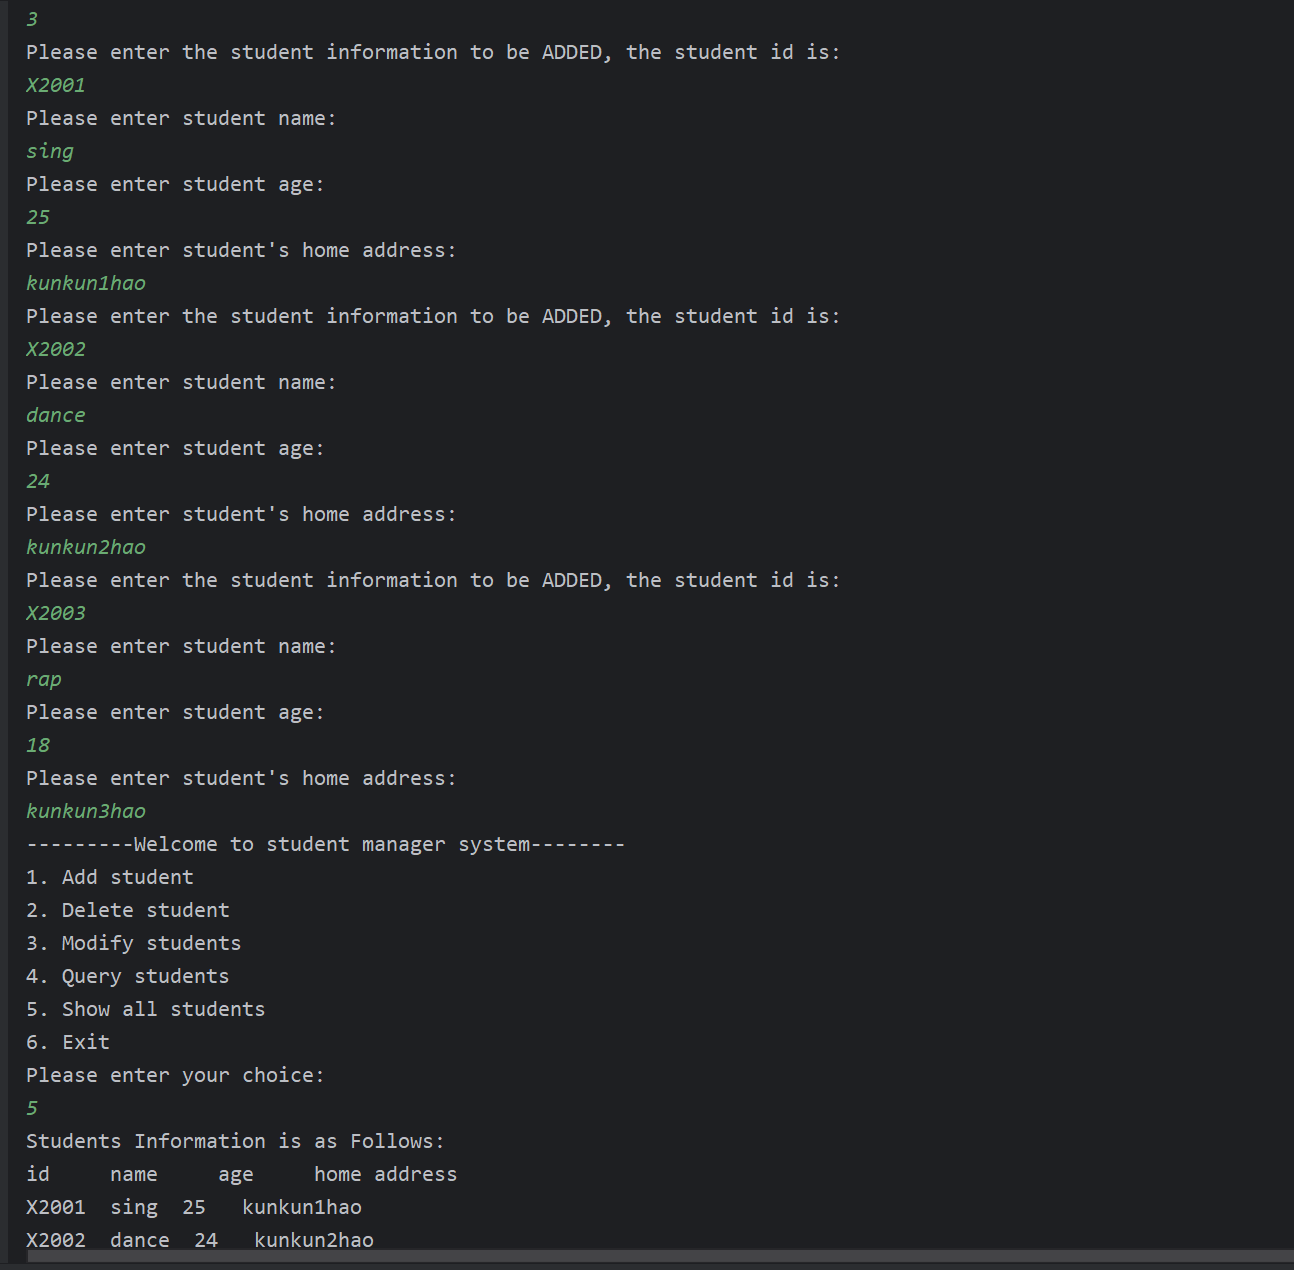 3
Please enter the student information to be ADDED, the student id is:
X2001
Please enter student name:
sing
Please enter student age:
25
Please enter student's home address:
kunkun1hao
Please enter the student information to be ADDED, the student id is:
X2002
Please enter student name:
dance
Please enter student age:
24
Please enter student's home address:
kunkun2hao
Please enter the student information to be ADDED, the student id is:
X2003
Please enter student name:
rap
Please enter student age:
18
Please enter student's home address:
kunkun3hao
---------Welcome to student manager system--------
1. Add student
2. Delete student
3. Modify students
4. Query students
5. Show all students
6. Exit
Please enter your choice:
5
Students Information is as Follows:
id     name     age     home address
X2001  sing  25   kunkun1hao
X2002  dance  24   kunkun2hao